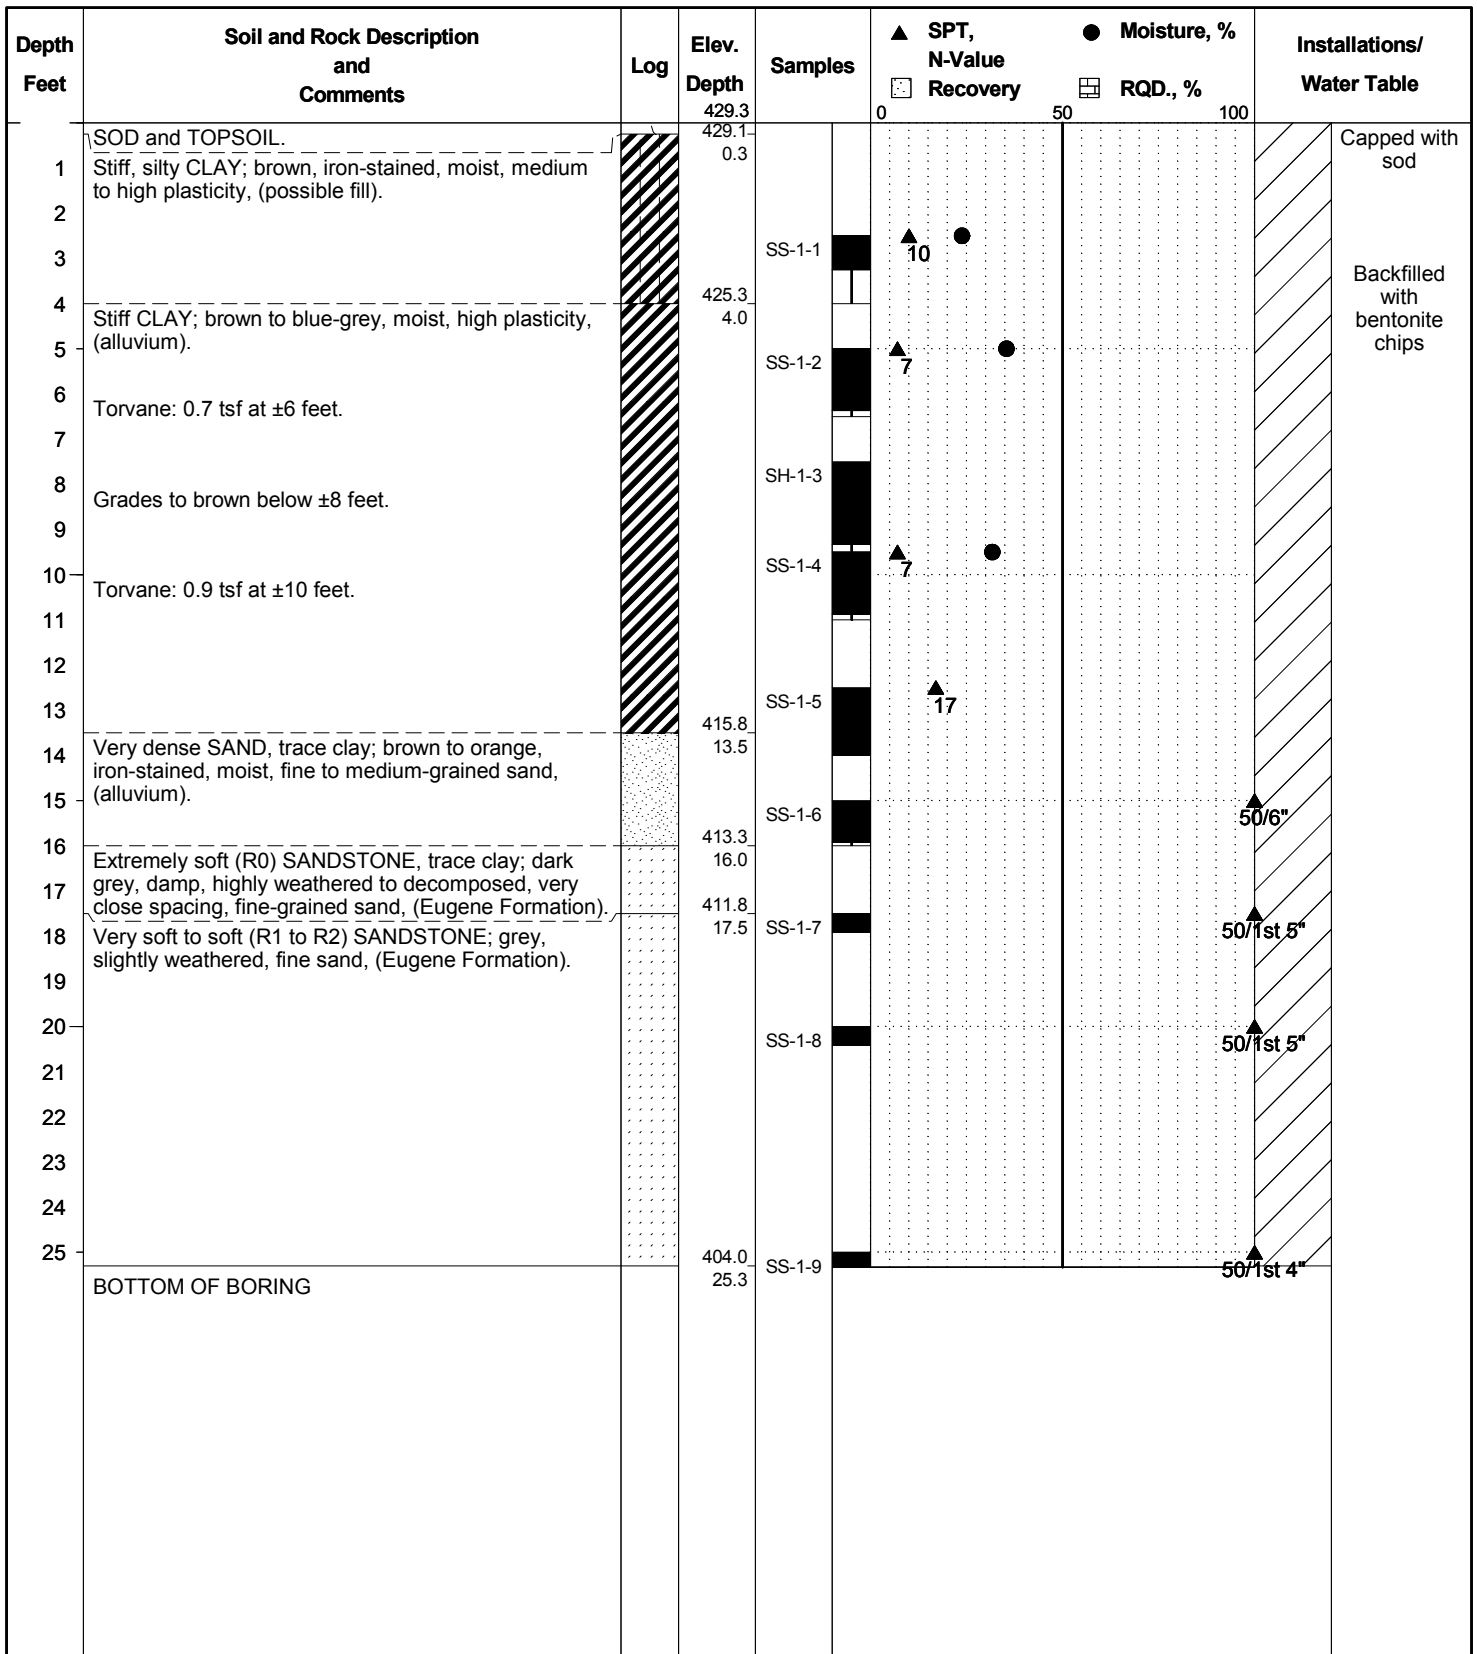 Depth
Feet
Soil and Rock Description
and
Comments
Log
Elev.
Depth
429.3
Samples
SPT,
N-Value
Moisture, %
Recovery
RQD., %
0 50 100
Installations/
Water Table
SOD and TOPSOIL.
429.1
0.3
Capped with
sod
1
Stiff, silty CLAY; brown, iron-stained, moist, medium
to high plasticity, (possible fill).
2
SS-1-1
10
3
Backfilled
with
bentonite
chips
4
425.3
4.0
Stiff CLAY; brown to blue-grey, moist, high plasticity,
(alluvium).
5
SS-1-2
7
6
Torvane: 0.7 tsf at ±6 feet.
7
8
SH-1-3
Grades to brown below ±8 feet.
9
SS-1-4
7
10
Torvane: 0.9 tsf at ±10 feet.
11
12
13
SS-1-5
17
415.8
13.5
14
Very dense SAND, trace clay; brown to orange,
iron-stained, moist, fine to medium-grained sand,
(alluvium).
15
SS-1-6
50/6"
16
413.3
16.0
Extremely soft (R0) SANDSTONE, trace clay; dark
grey, damp, highly weathered to decomposed, very
close spacing, fine-grained sand, (Eugene Formation).
17
411.8
17.5
SS-1-7
50/1st 5"
18
Very soft to soft (R1 to R2) SANDSTONE; grey,
slightly weathered, fine sand, (Eugene Formation).
19
20
SS-1-8
50/1st 5"
21
22
23
24
25
404.0
25.3
SS-1-9
50/1st 4"
BOTTOM OF BORING